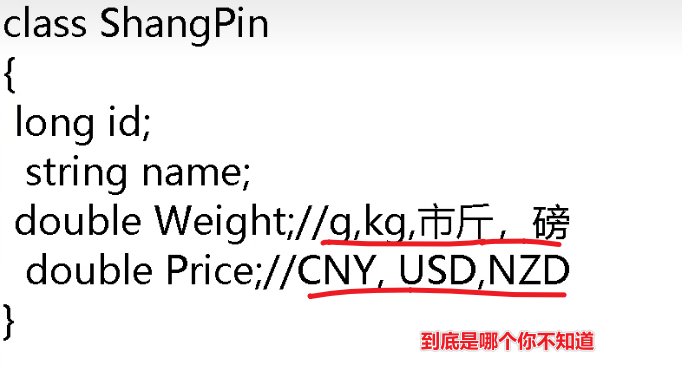 class ShangPin
{
long id;
string name;
double Weight;//g,kg,市斤，磅
double Price;//CNY, USD,NZD
}
到底是哪个你不知道